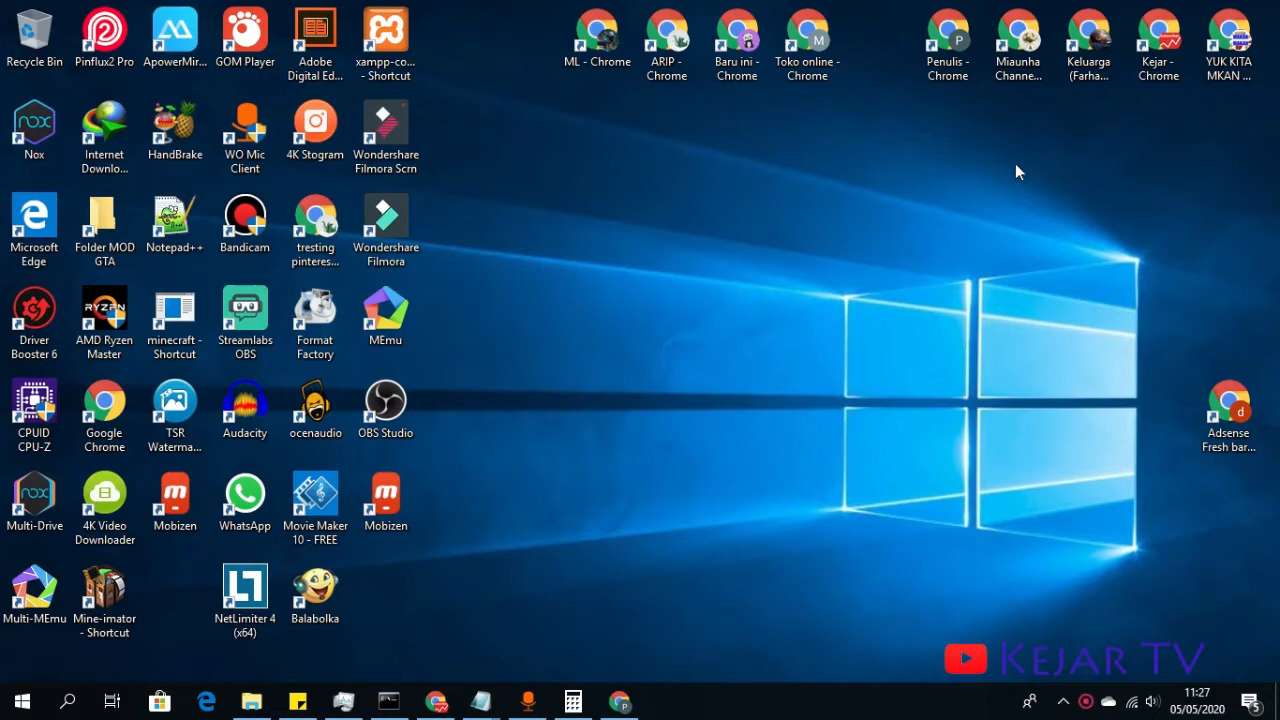 Recycle Bin
Pinflux2 Pro
ApowerMir...
GOM Player
Adobe
Digital Ed...
xampp-co...
- Shortcut
ML - Chrome
ARIP -
Chrome
Baru ini -
Chrome
M
Toko online -
Chrome
P
Penulis -
Chrome
Miaunha
Channe...
Keluarga
(Farha...
Kejar -
Chrome
YUK KITA
MKAN ...
nox
Nox
Internet
Downlo...
HandBrake
WO Mic
Client
4K Stogram
Wondershare
Filmora Scrn
Microsoft
Edge
Folder MOD
GTA
Notepad++
Bandicam
tresting
pinteres...
Wondershare
Filmora
Driver
Booster 6
RYZEN
AMD Ryzen
Master
minecraft -
Shortcut
Streamlabs
OBS
Format
Factory
MEmu
CPUID
CPU-Z
Google
Chrome
TSR
Waterma...
Audacity
ocenaudio
OBS Studio
d
Adsense
Fresh bar...
nox
Multi-Drive
4K Video
Downloader
m
Mobizen
WhatsApp
Movie Maker
10 - FREE
m
Mobizen
Multi-MEmu
Mine-imator
- Shortcut
NetLimiter 4
(x64)
Balabolka
KEJAR TV
P
11:27
05/05/2020
5